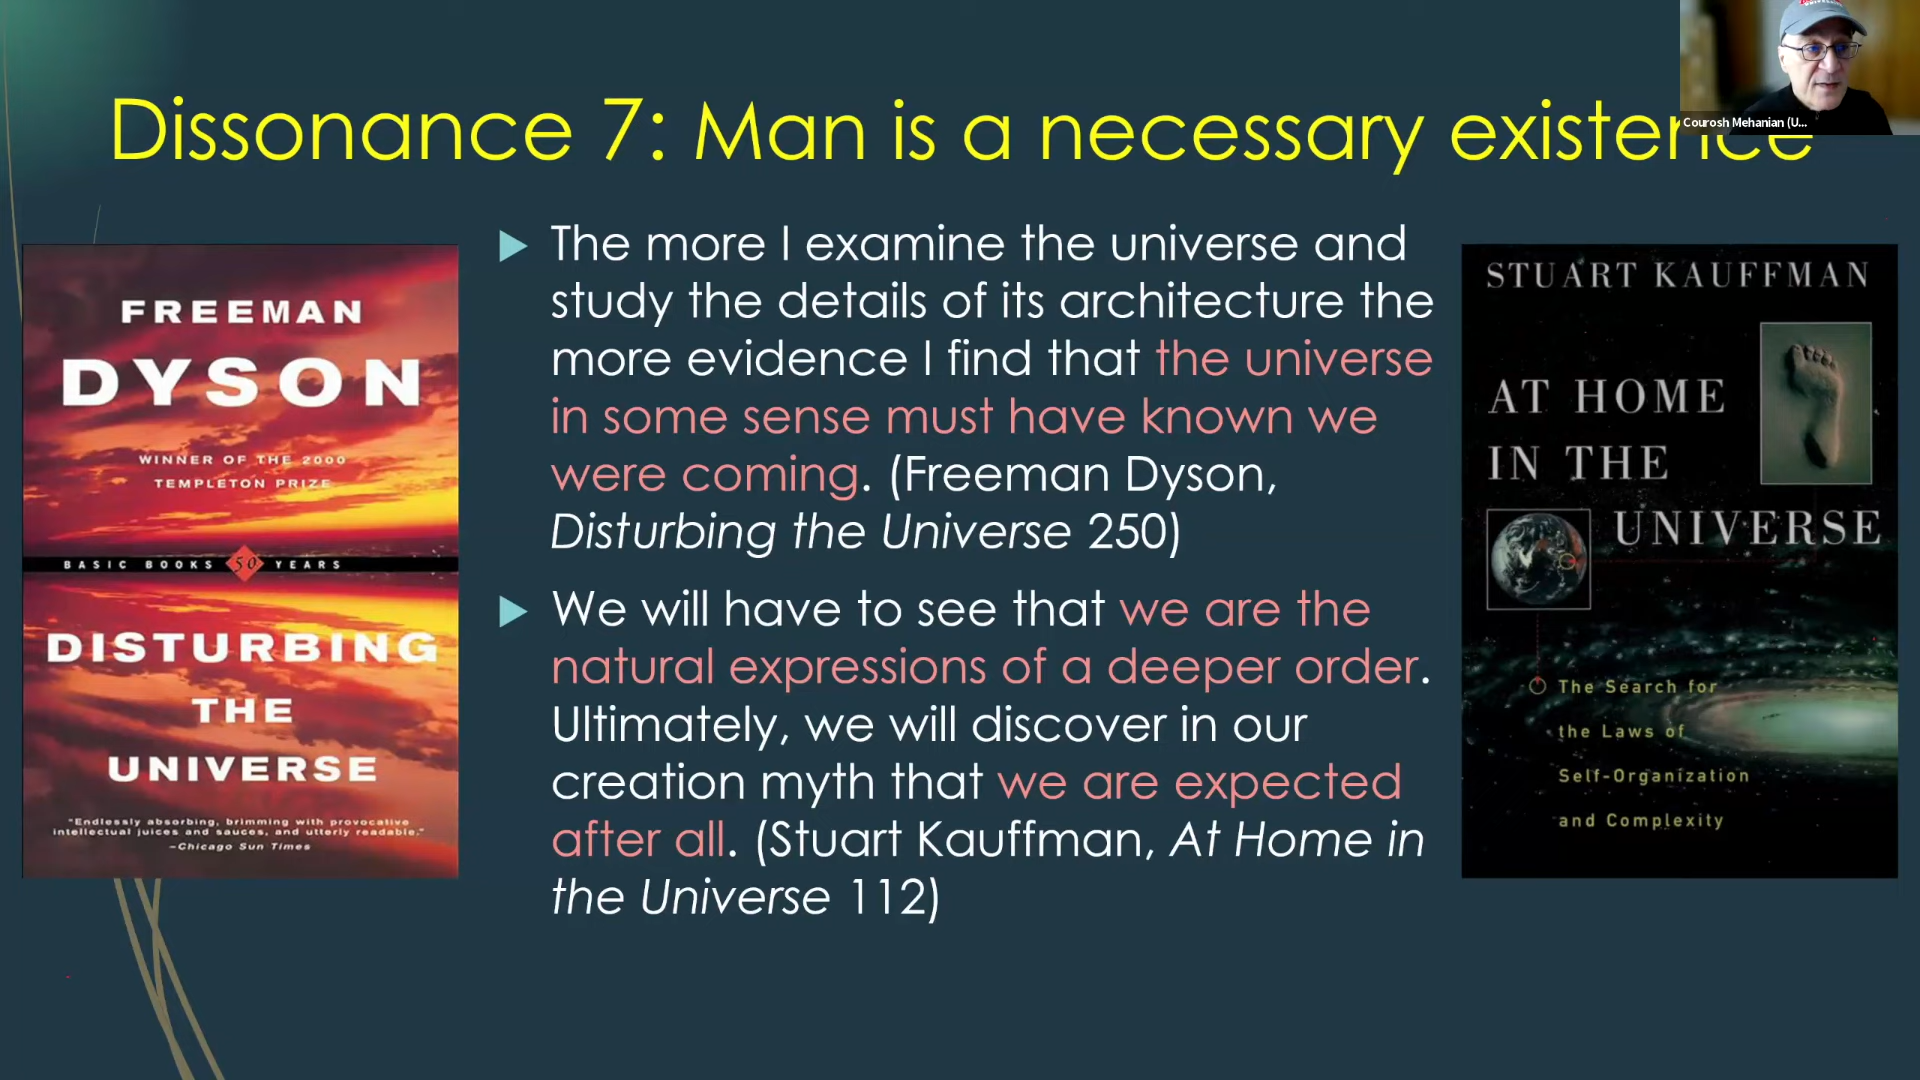 Courosh Mehanian (U...
Dissonance 7: Man is a necessary existence
FREEMAN
DYSON
WINNER OF THE 2000
TEMPLETON PRIZE
BASIC BOOKS 50 YEARS
DISTURBING
THE
UNIVERSE
"Endlessly absorbing, brimming with provocative
intellectual juices and sauces, and utterly readable."
–Chicago Sun Times
The more I examine the universe and
study the details of its architecture the
more evidence I find that the universe
in some sense must have known we
were coming. (Freeman Dyson,
Disturbing the Universe 250)
We will have to see that we are the
natural expressions of a deeper order.
Ultimately, we will discover in our
creation myth that we are expected
after all. (Stuart Kauffman, At Home in
the Universe 112)
STUART KAUFFMAN
AT HOME
IN THE
UNIVERSE
The Search for
the Laws of
Self-Organization
and Complexity